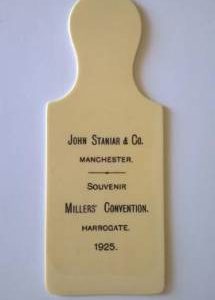 JOHN STANIAR & CO.
MANCHESTER.
SOUVENIR
MILLERS' CONVENTION.
HARROGATE.
1925.